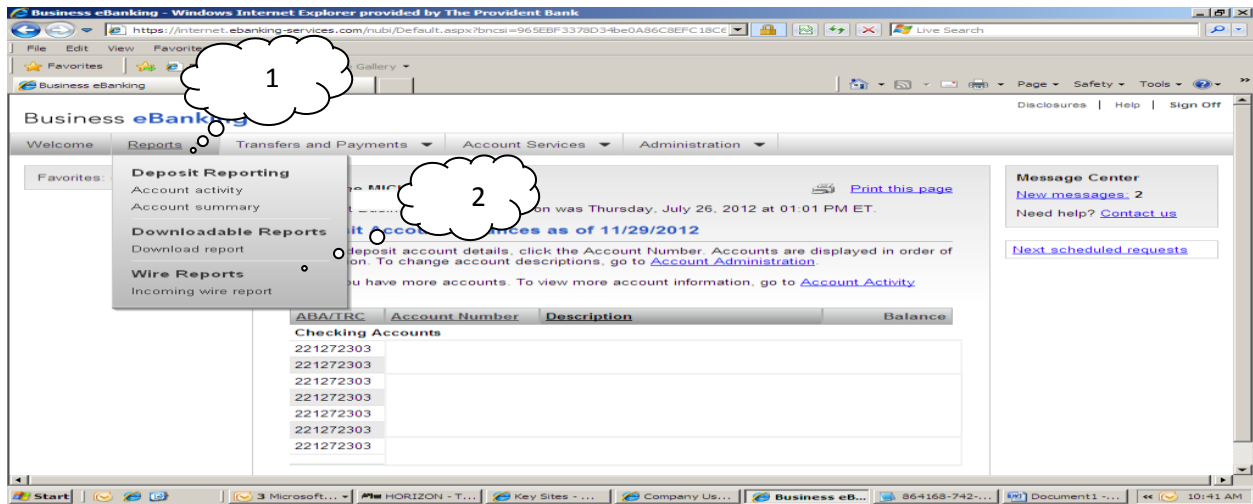 Business eBanking - Windows Internet Explorer provided by The Provident Bank
https://internet.ebanking-services.com/nubi/Default.aspx?bncsi=965EBF3378D34be0A86C8EFC18C6
Live Search
File Edit View Favorites
Favorites Gallery
Business eBanking
Page Safety Tools
1
Disclosures | Help | Sign Off
Business eBanking
Welcome Reports Transfers and Payments Account Services Administration
Favorites:
Deposit Reporting
Account activity
Account summary
Downloadable Reports
Download report
Wire Reports
Incoming wire report
2
Print this page
on was Thursday, July 26, 2012 at 01:01 PM ET.
as of 11/29/2012
deposit account details, click the Account Number. Accounts are displayed in order of
on. To change account descriptions, go to Account Administration.
u have more accounts. To view more account information, go to Account Activity
ABA/TRC Account Number Description Balance
Checking Accounts
221272303
221272303
221272303
221272303
221272303
221272303
221272303
Message Center
New messages: 2
Need help? Contact us
Next scheduled requests
Start 3 Microsoft... HORIZON - T... Key Sites - ... Company Us... Business eB... 864168-742-... Document1 -... 10:41 AM